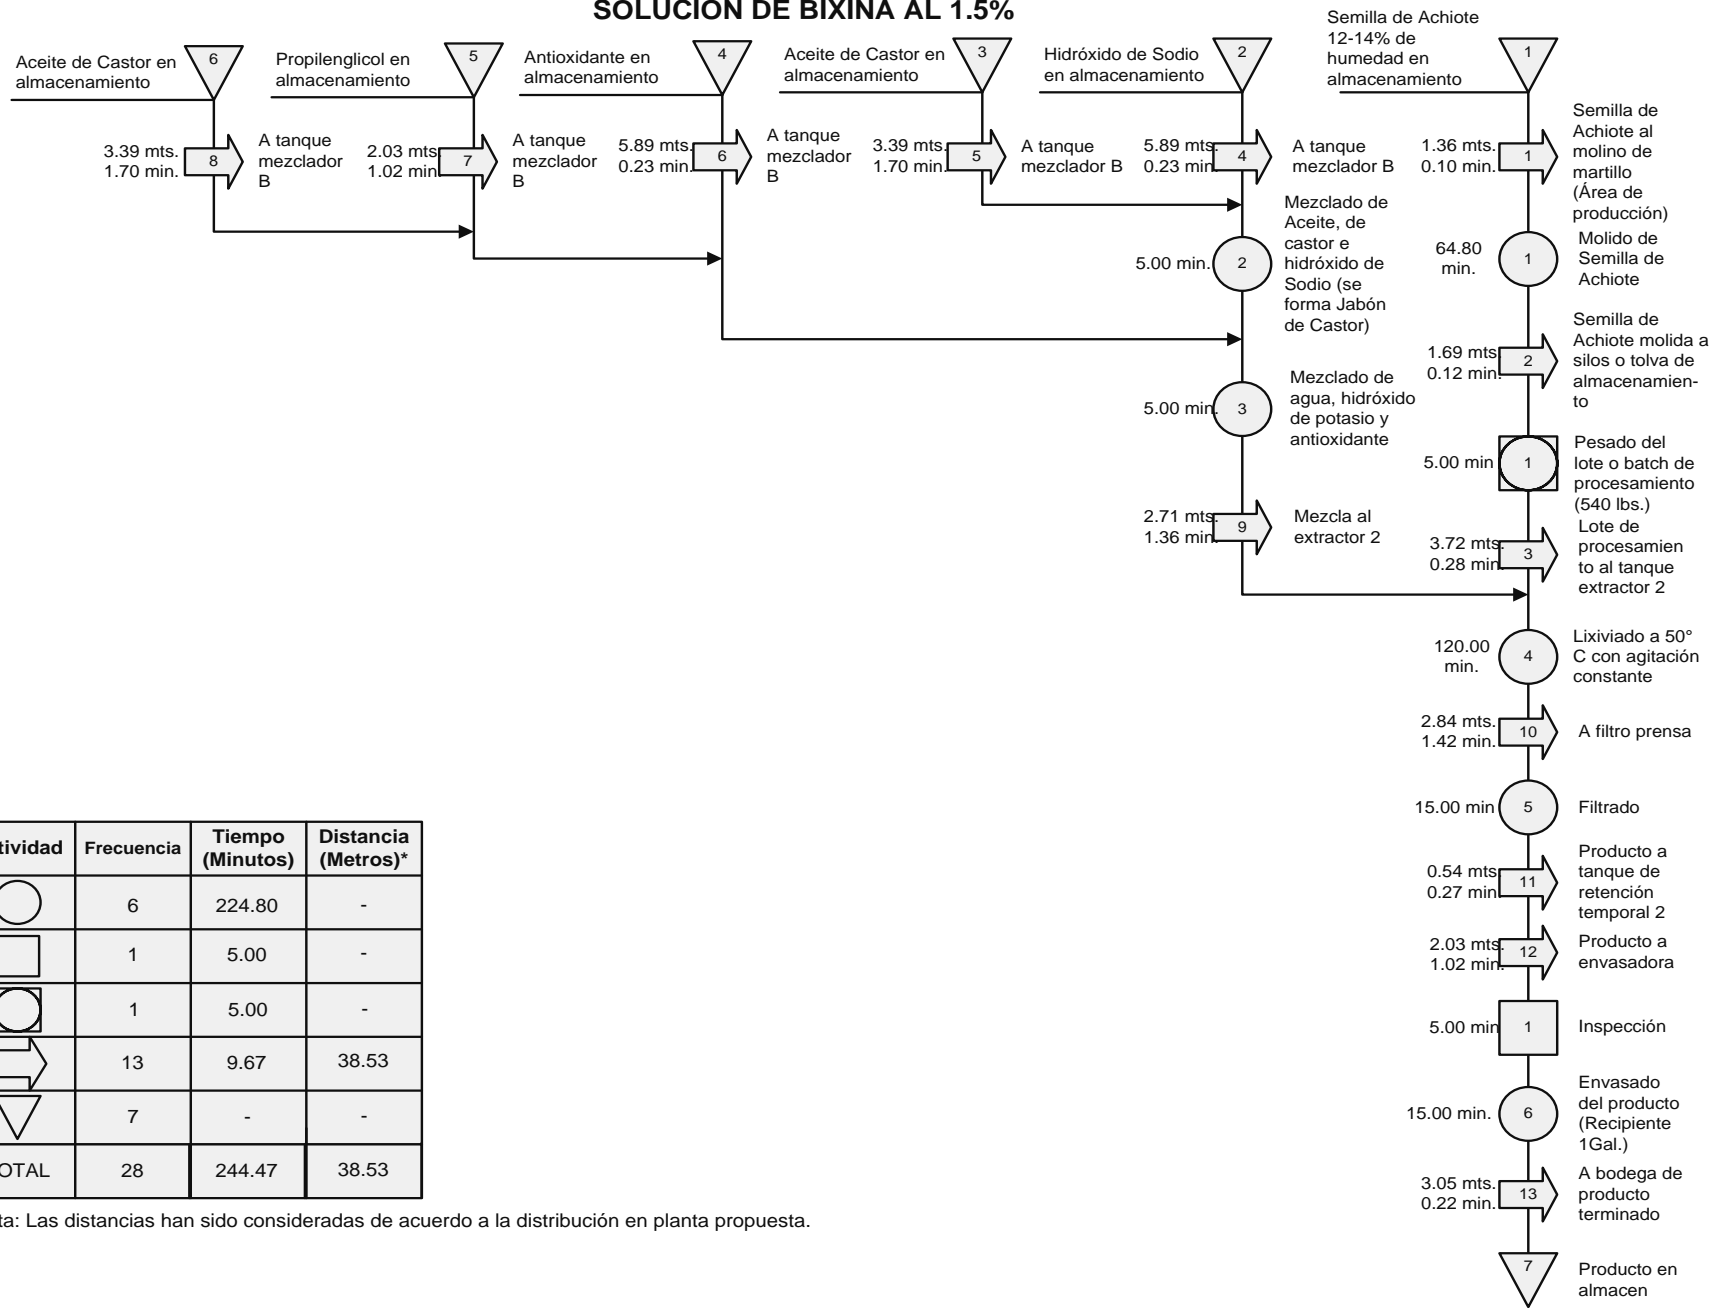 SOLUCION DE BIXINA AL 1.5%
Aceite de Castor en
almacenamiento
6
Propilenglicol en
almacenamiento
5
Antioxidante en
almacenamiento
4
Aceite de Castor en
almacenamiento
3
Hidróxido de Sodio
en almacenamiento
2
Semilla de Achiote
12-14% de
humedad en
almacenamiento
1
3.39 mts.
1.70 min.
8
A tanque
mezclador
B
2.03 mts.
1.02 min.
7
A tanque
mezclador
B
5.89 mts.
0.23 min.
6
A tanque
mezclador
B
3.39 mts.
1.70 min.
5
A tanque
mezclador B
5.89 mts.
0.23 min.
4
A tanque
mezclador B
1.36 mts.
0.10 min.
1
Semilla de
Achiote al
molino de
martillo
(Área de
producción)
5.00 min.
2
Mezclado de
Aceite, de
castor e
hidróxido de
Sodio (se
forma Jabón
de Castor)
64.80
min.
1
Molido de
Semilla de
Achiote
1.69 mts.
0.12 min.
2
Semilla de
Achiote molida a
silos o tolva de
almacenamien-
to
5.00 min.
3
Mezclado de
agua, hidróxido
de potasio y
antioxidante
5.00 min
1
Pesado del
lote o batch de
procesamiento
(540 lbs.)
2.71 mts.
1.36 min.
9
Mezcla al
extractor 2
3.72 mts.
0.28 min.
3
Lote de
procesamien
to al tanque
extractor 2
120.00
min.
4
Lixiviado a 50°
C con agitación
constante
2.84 mts.
1.42 min.
10
A filtro prensa
15.00 min
5
Filtrado
0.54 mts.
0.27 min.
11
Producto a
tanque de
retención
temporal 2
2.03 mts.
1.02 min.
12
Producto a
envasadora
5.00 min
1
Inspección
15.00 min.
6
Envasado
del producto
(Recipiente
1Gal.)
3.05 mts.
0.22 min.
13
A bodega de
producto
terminado
7
Producto en
almacen
tividad Frecuencia Tiempo (Minutos) Distancia (Metros)*
6 224.80 -
1 5.00 -
1 5.00 -
13 9.67 38.53
7 - -
OTAL 28 244.47 38.53
ta: Las distancias han sido consideradas de acuerdo a la distribución en planta propuesta.